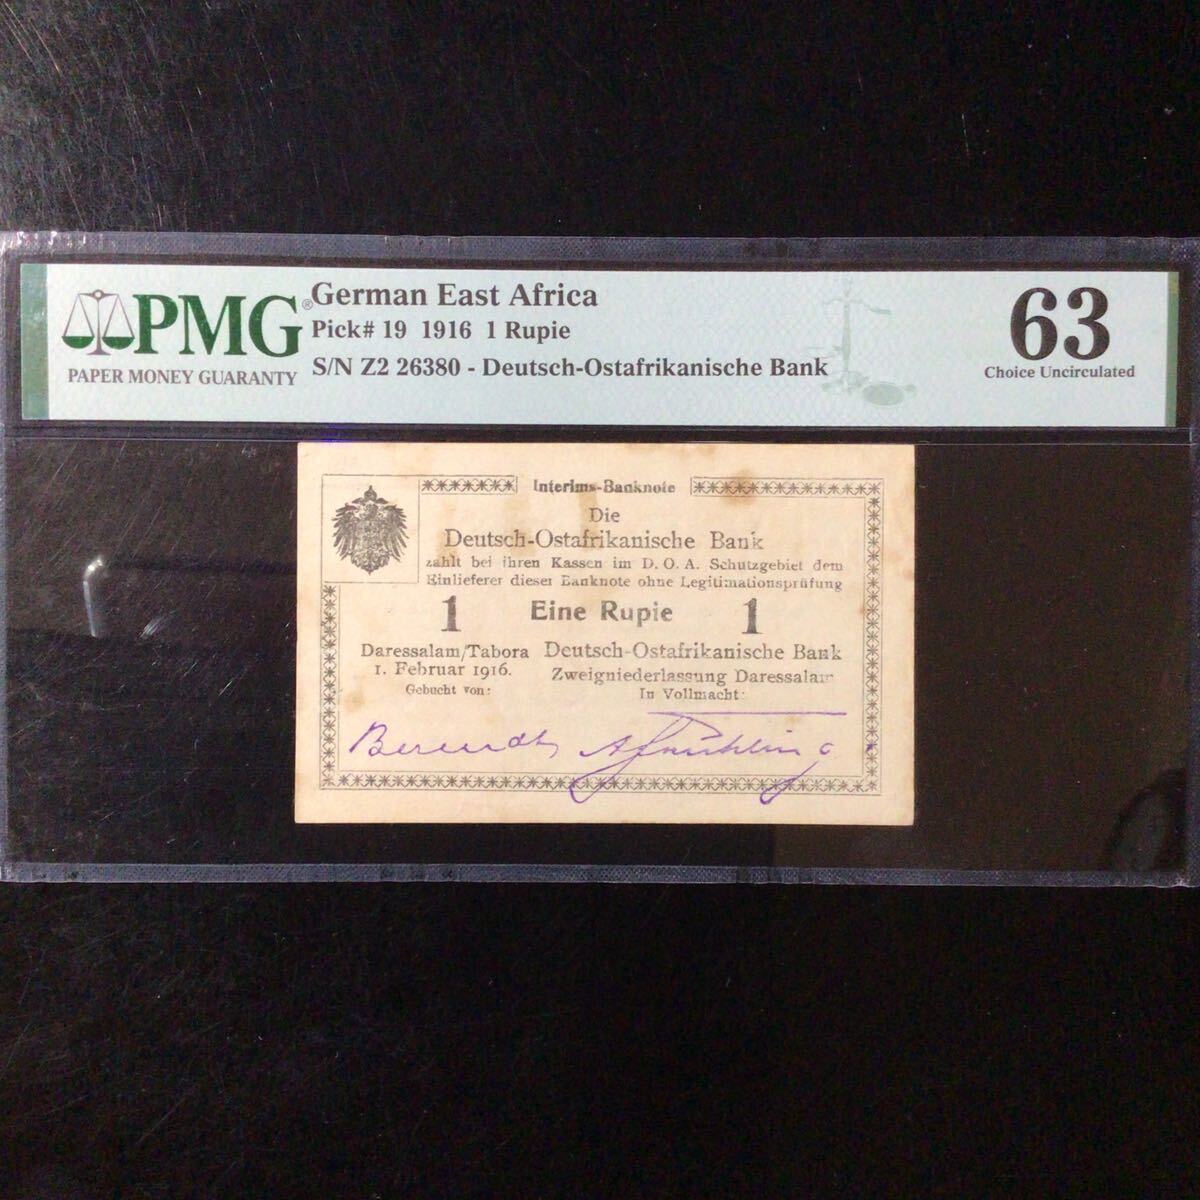 PMG®
PAPER MONEY GUARANTY
German East Africa
Pick# 19 1916 1 Rupie
S/N Z2 26380 - Deutsch-Ostafrikanische Bank
63
Choice Uncirculated
Interims-Banknote
Die
Deutsch-Ostafrikanische Bank
zahlt bei ihren Kassen im D. O. A. Schutzgebiet dem
Einlieferer dieser Banknote ohne Legitimationsprüfung
1 Eine Rupie 1
Daressalam/Tabora
1. Februar 1916.
Gebucht von:
Deutsch-Ostafrikanische Bank
Zweigniederlassung Daressalam
In Vollmacht:
Berendt